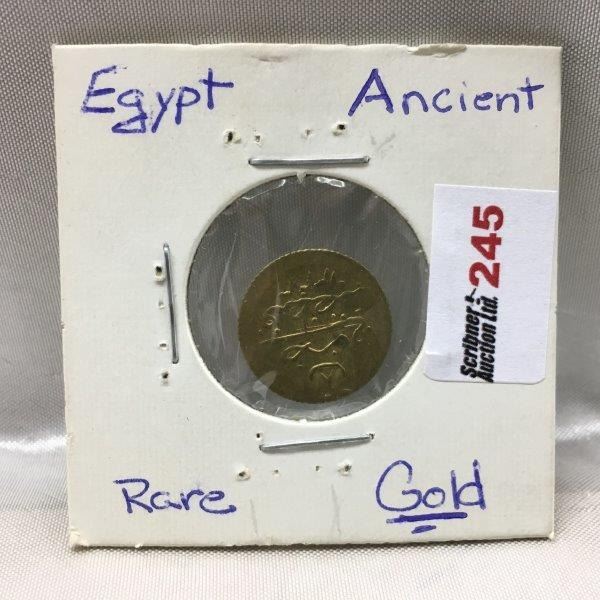 Egypt Ancient
Scribner
Auction Ltd.
245
Rare Gold